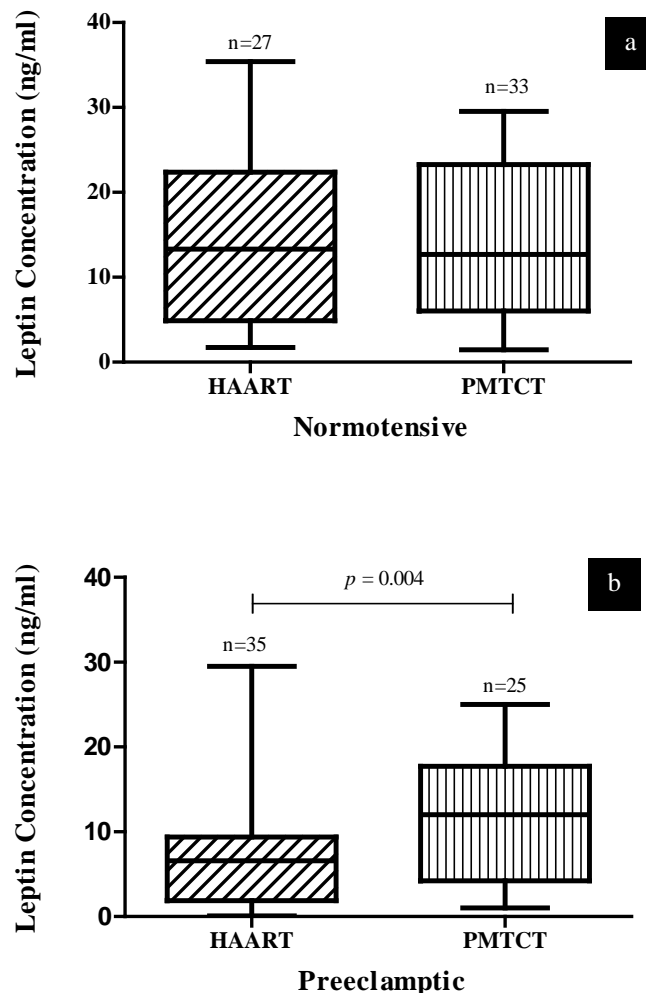 a
n=27
n=33
Leptin Concentration (ng/ml)
40
30
20
10
0
HAART PMTCT
Normotensive
b
p = 0.004
n=35
n=25
Leptin Concentration (ng/ml)
40
30
20
10
0
HAART PMTCT
Preeclamptic